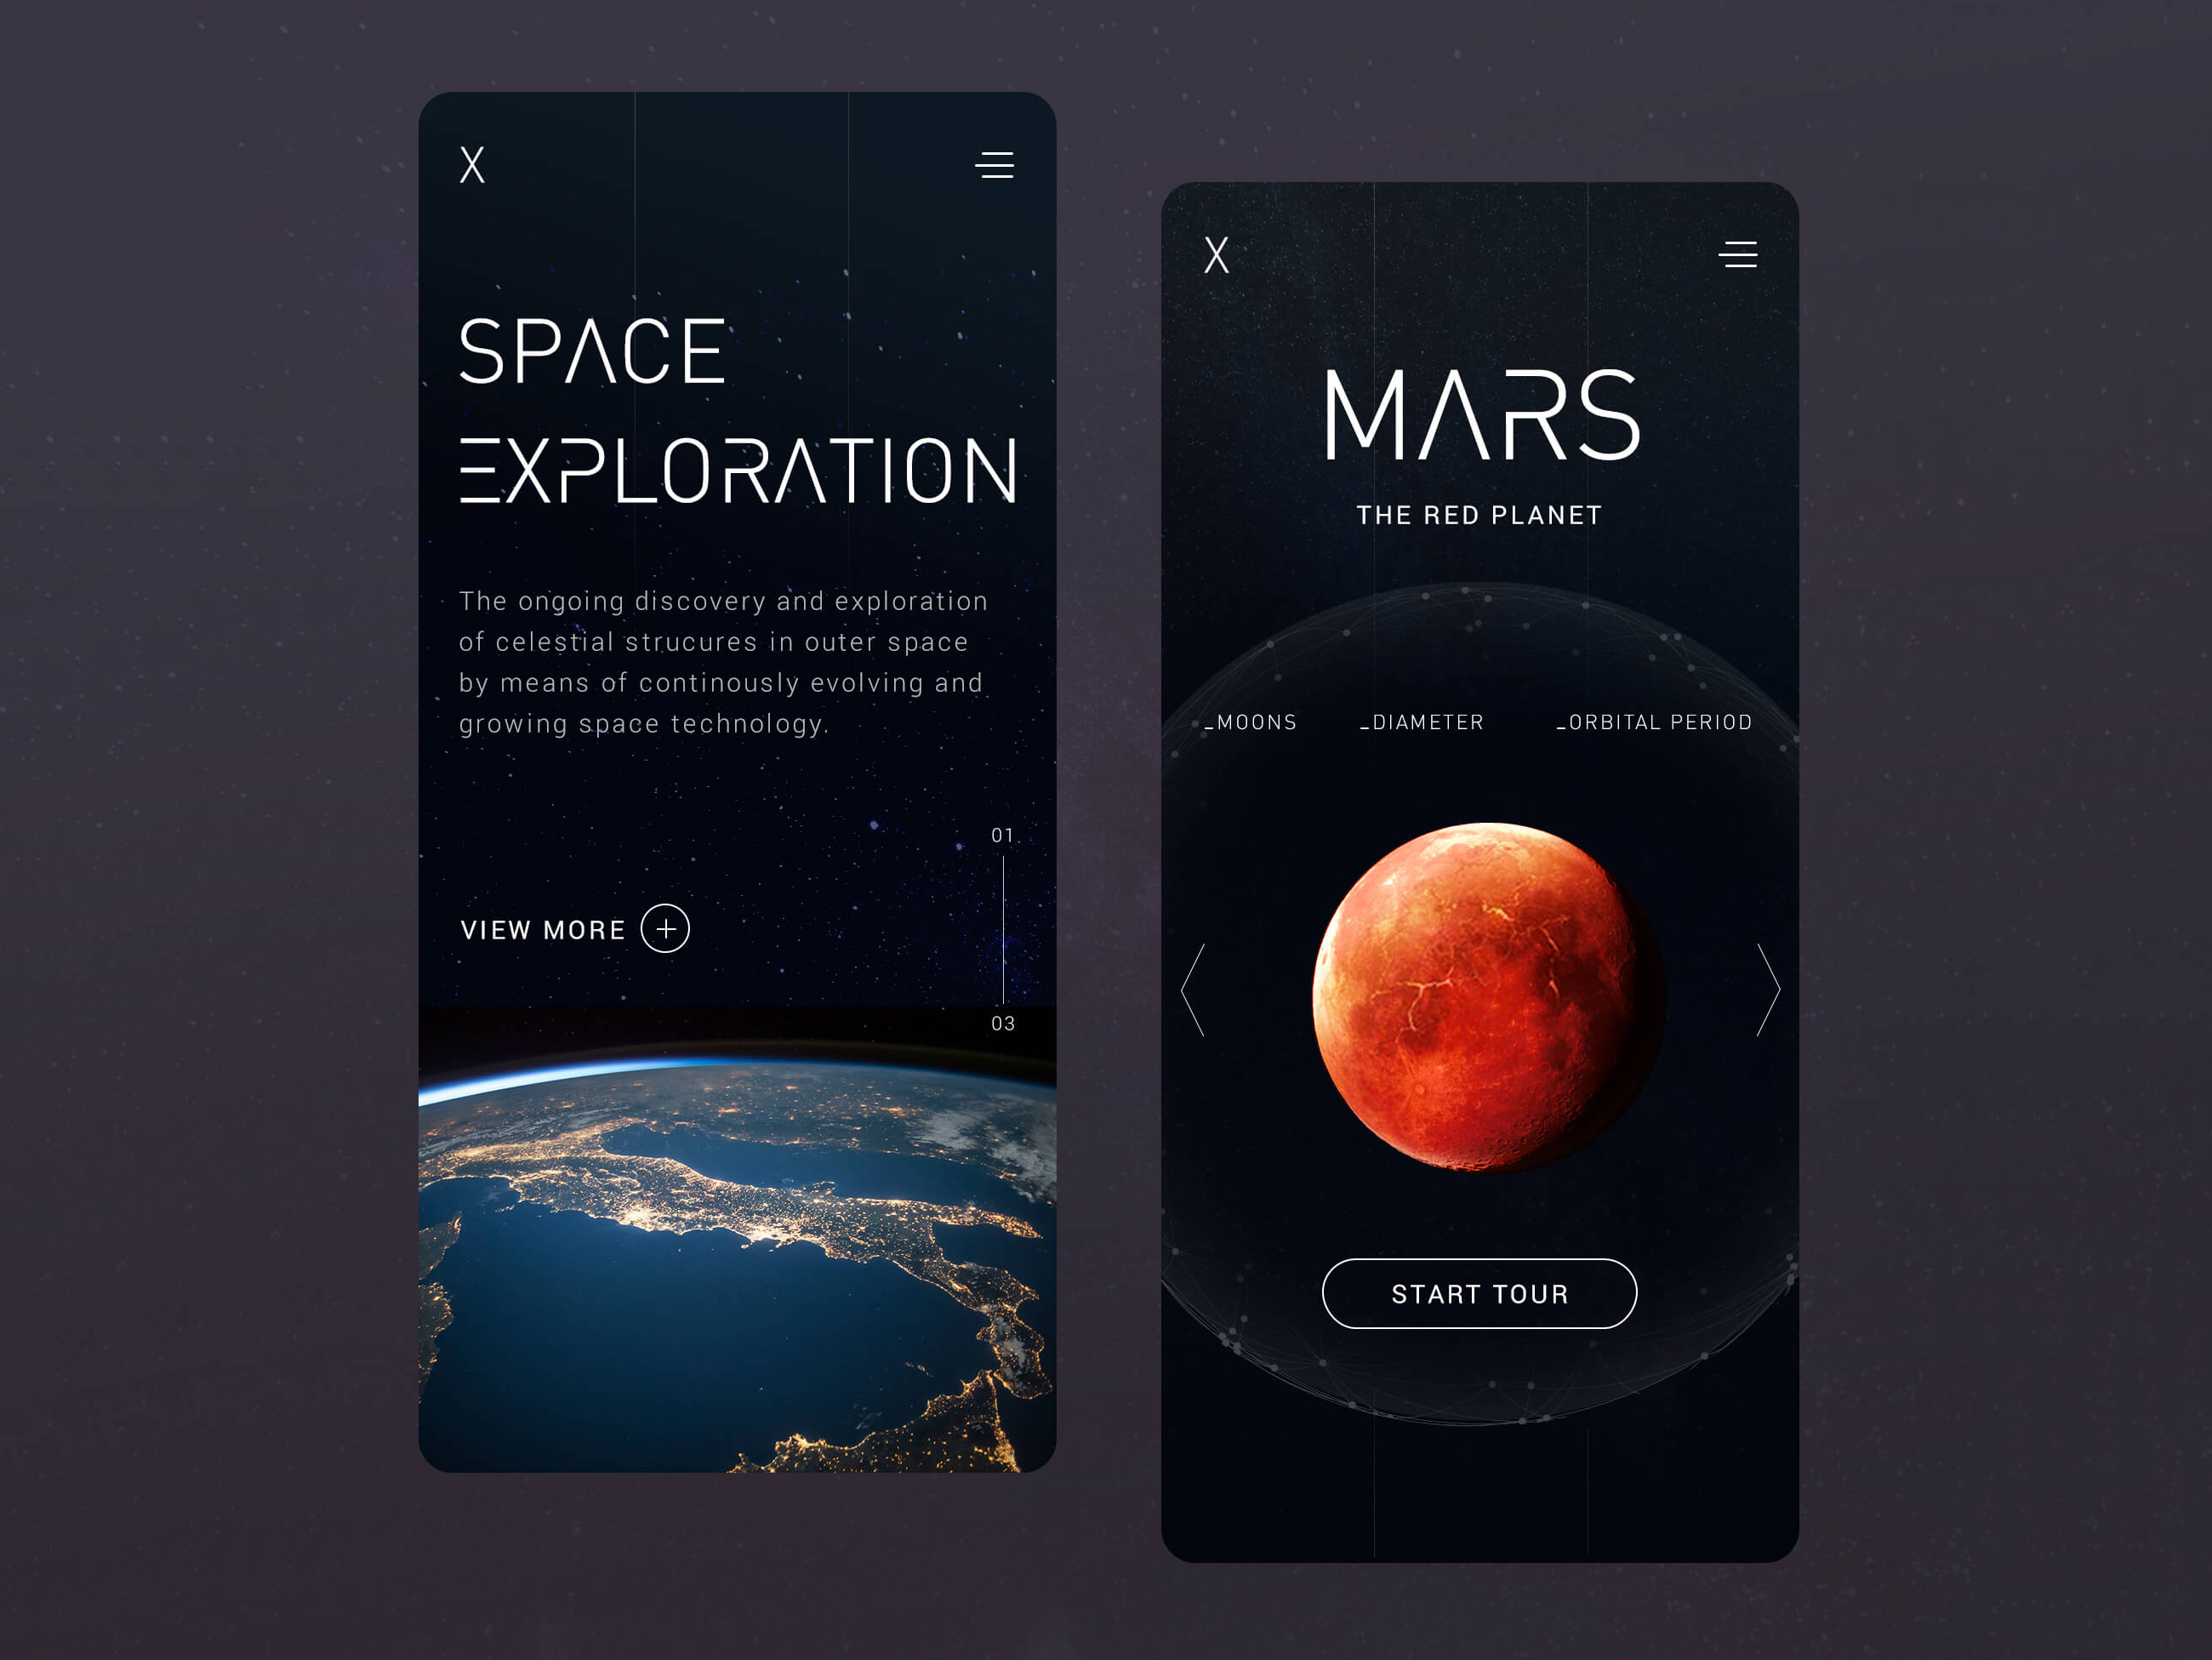 X
SPACE
EXPLORATION
The ongoing discovery and exploration
of celestial strucures in outer space
by means of continously evolving and
growing space technology.
01
VIEW MORE
03
X
MARS
THE RED PLANET
_MOONS _DIAMETER _ORBITAL PERIOD
START TOUR